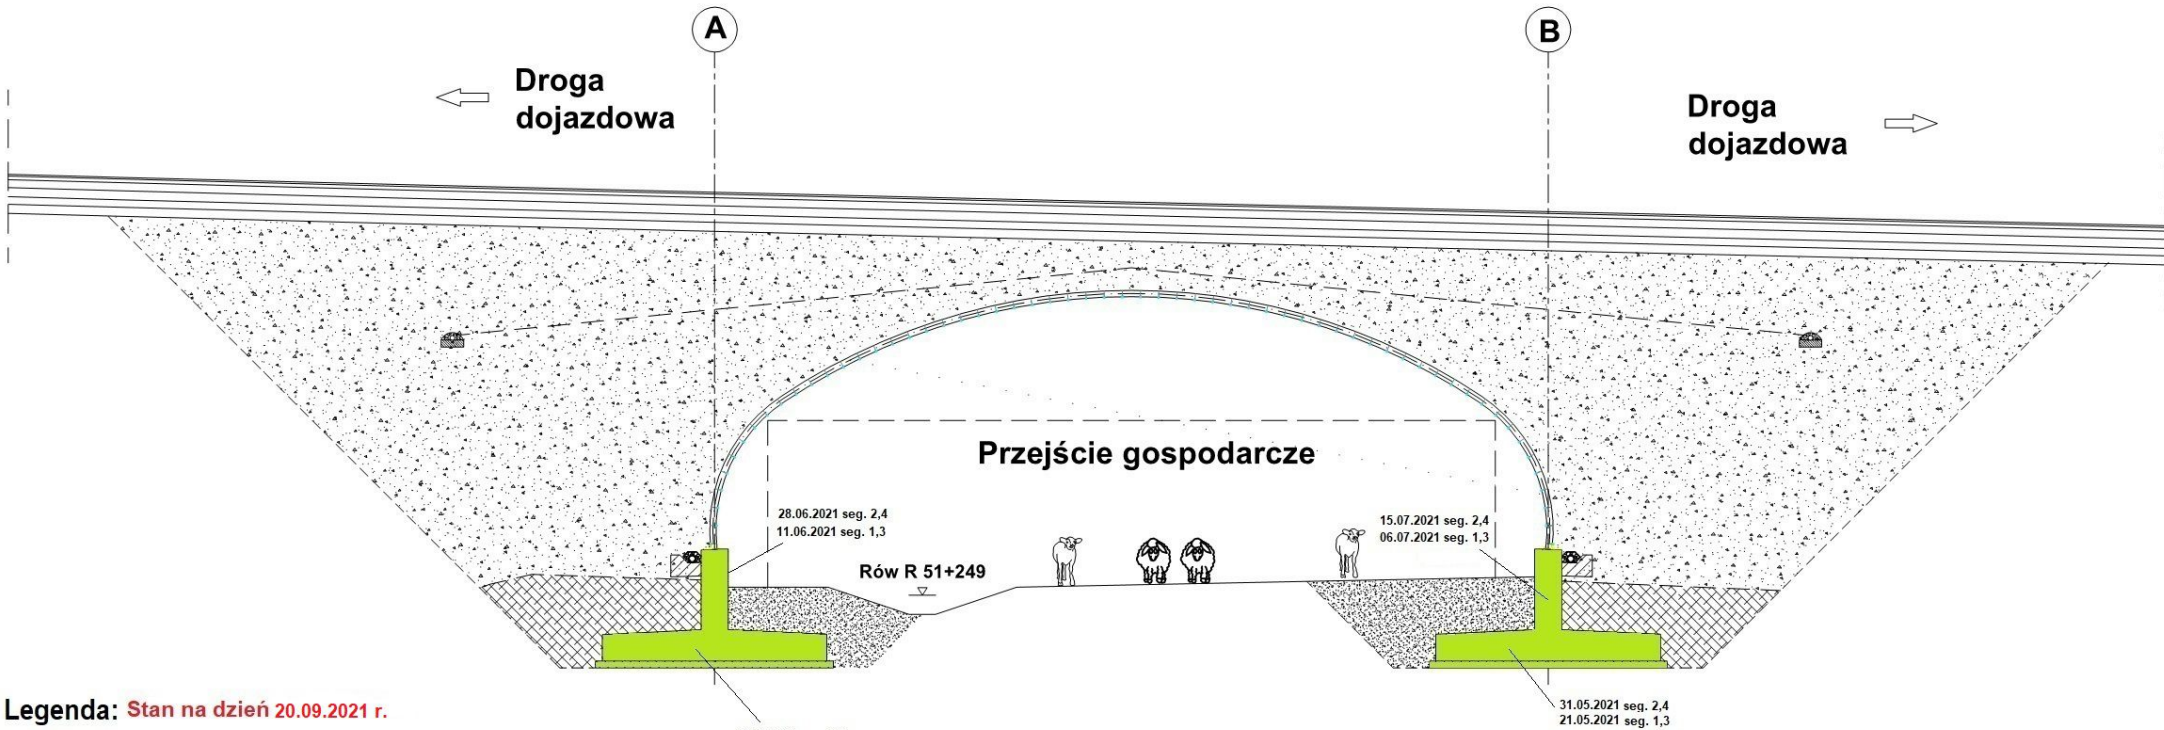 A
B
Droga
dojazdowa
Droga
dojazdowa
Przejście gospodarcze
28.06.2021 seg. 2,4
11.06.2021 seg. 1,3
15.07.2021 seg. 2,4
06.07.2021 seg. 1,3
Rów R 51+249
31.05.2021 seg. 2,4
21.05.2021 seg. 1,3
Legenda: Stan na dzień 20.09.2021 r.